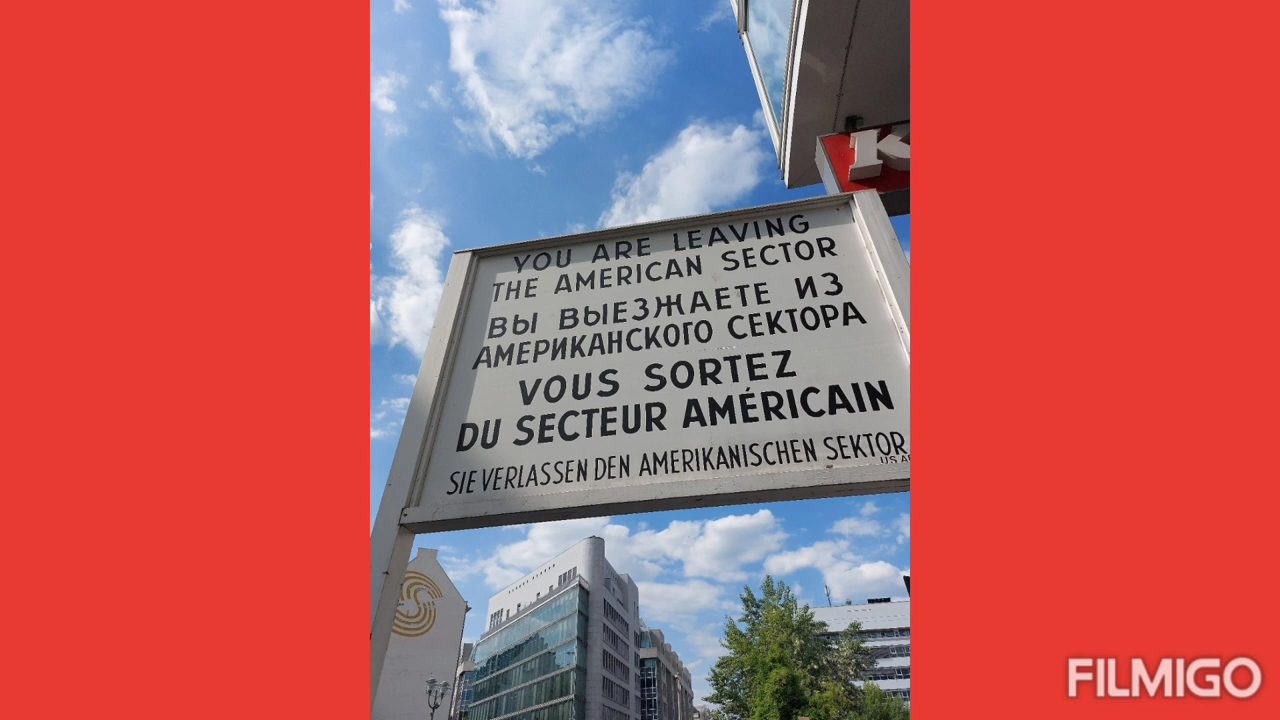 K
YOU ARE LEAVING
THE AMERICAN SECTOR
ВЫ ВЫЕЗЖАЕТЕ ИЗ
АМЕРИКАНСКОГО СЕКТОРА
VOUS SORTEZ
DU SECTEUR AMÉRICAIN
SIE VERLASSEN DEN AMERIKANISCHEN SEKTOR
US
FILMIGO